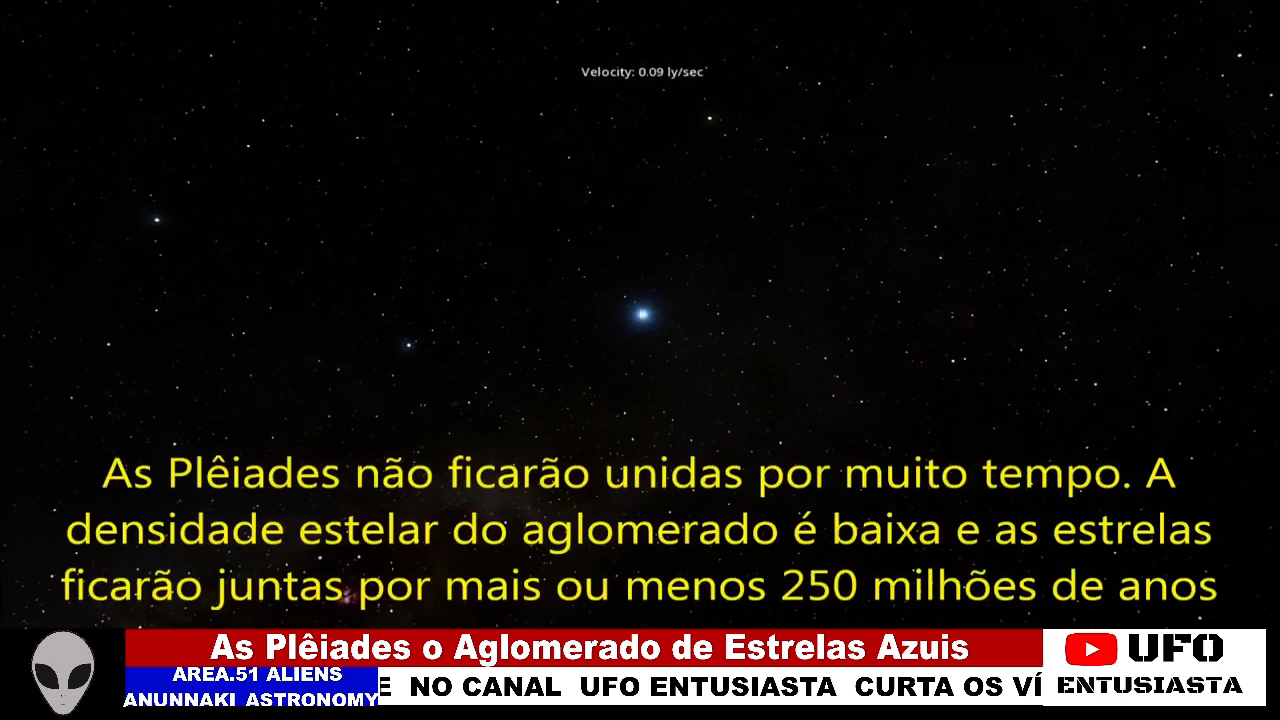 Velocity: 0.09 ly/sec
As Plêiades não ficarão unidas por muito tempo. A
densidade estelar do aglomerado é baixa e as estrelas
ficarão juntas por mais ou menos 250 milhões de anos
As Plêiades o Aglomerado de Estrelas Azuis
AREA.51 ALIENS
ANUNNAKI ASTRONOMY
E NO CANAL UFO ENTUSIASTA CURTA OS VÍ
UFO
ENTUSIASTA